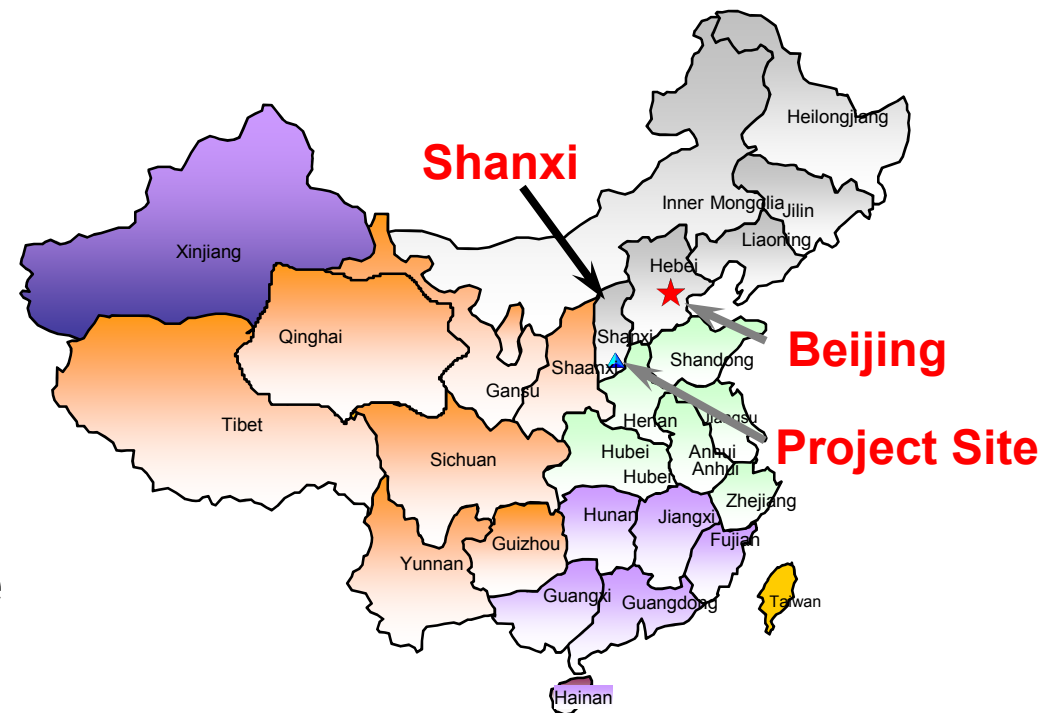 Heilongjiang
Shanxi
Inner Mongolia
Jilin
Liaoning
Xinjiang
Hebei
Qinghai
Shanxi
Beijing
Shandong
Shaanxi
Gansu
Tibet
Henan
Jiangsu
Project Site
Sichuan
Hubei
Anhui
Anhui
Hubei
Zhejiang
Hunan
Jiangxi
Fujian
Guizhou
Yunnan
Guangxi
Guangdong
Taiwan
Hainan